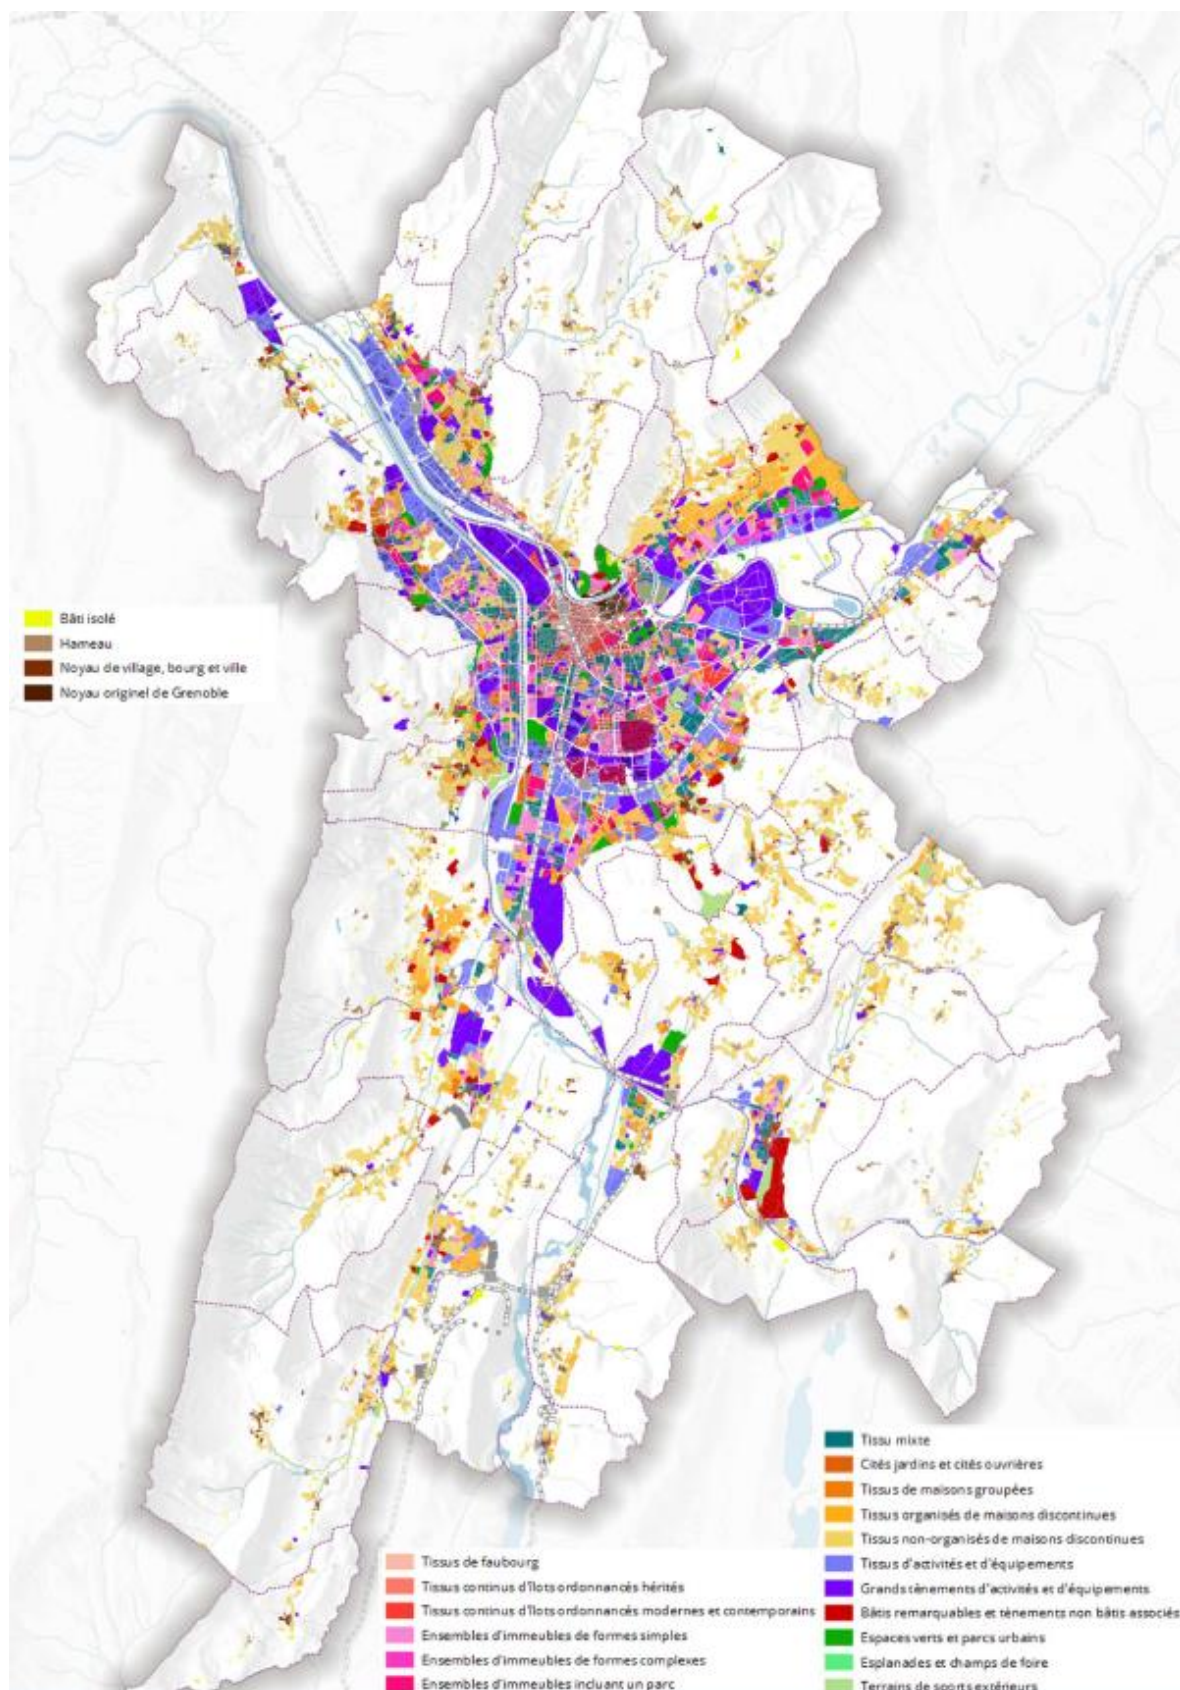 Bâti isolé
Hameau
Noyau de village, bourg et ville
Noyau originel de Grenoble
Tissus de faubourg
Tissus continus d'îlots ordonnancés hérités
Tissus continus d'îlots ordonnancés modernes et contemporains
Ensembles d'immeubles de formes simples
Ensembles d'immeubles de formes complexes
Ensembles d'immeubles incluant un parc
Tissu mixte
Cités jardins et cités ouvrières
Tissus de maisons groupées
Tissus organisés de maisons discontinues
Tissus non-organisés de maisons discontinues
Tissus d'activités et d'équipements
Grands tènements d'activités et d'équipements
Bâtis remarquables et tènements non bâtis associés
Espaces verts et parcs urbains
Esplanades et champs de foire
Terrains de sports extérieurs